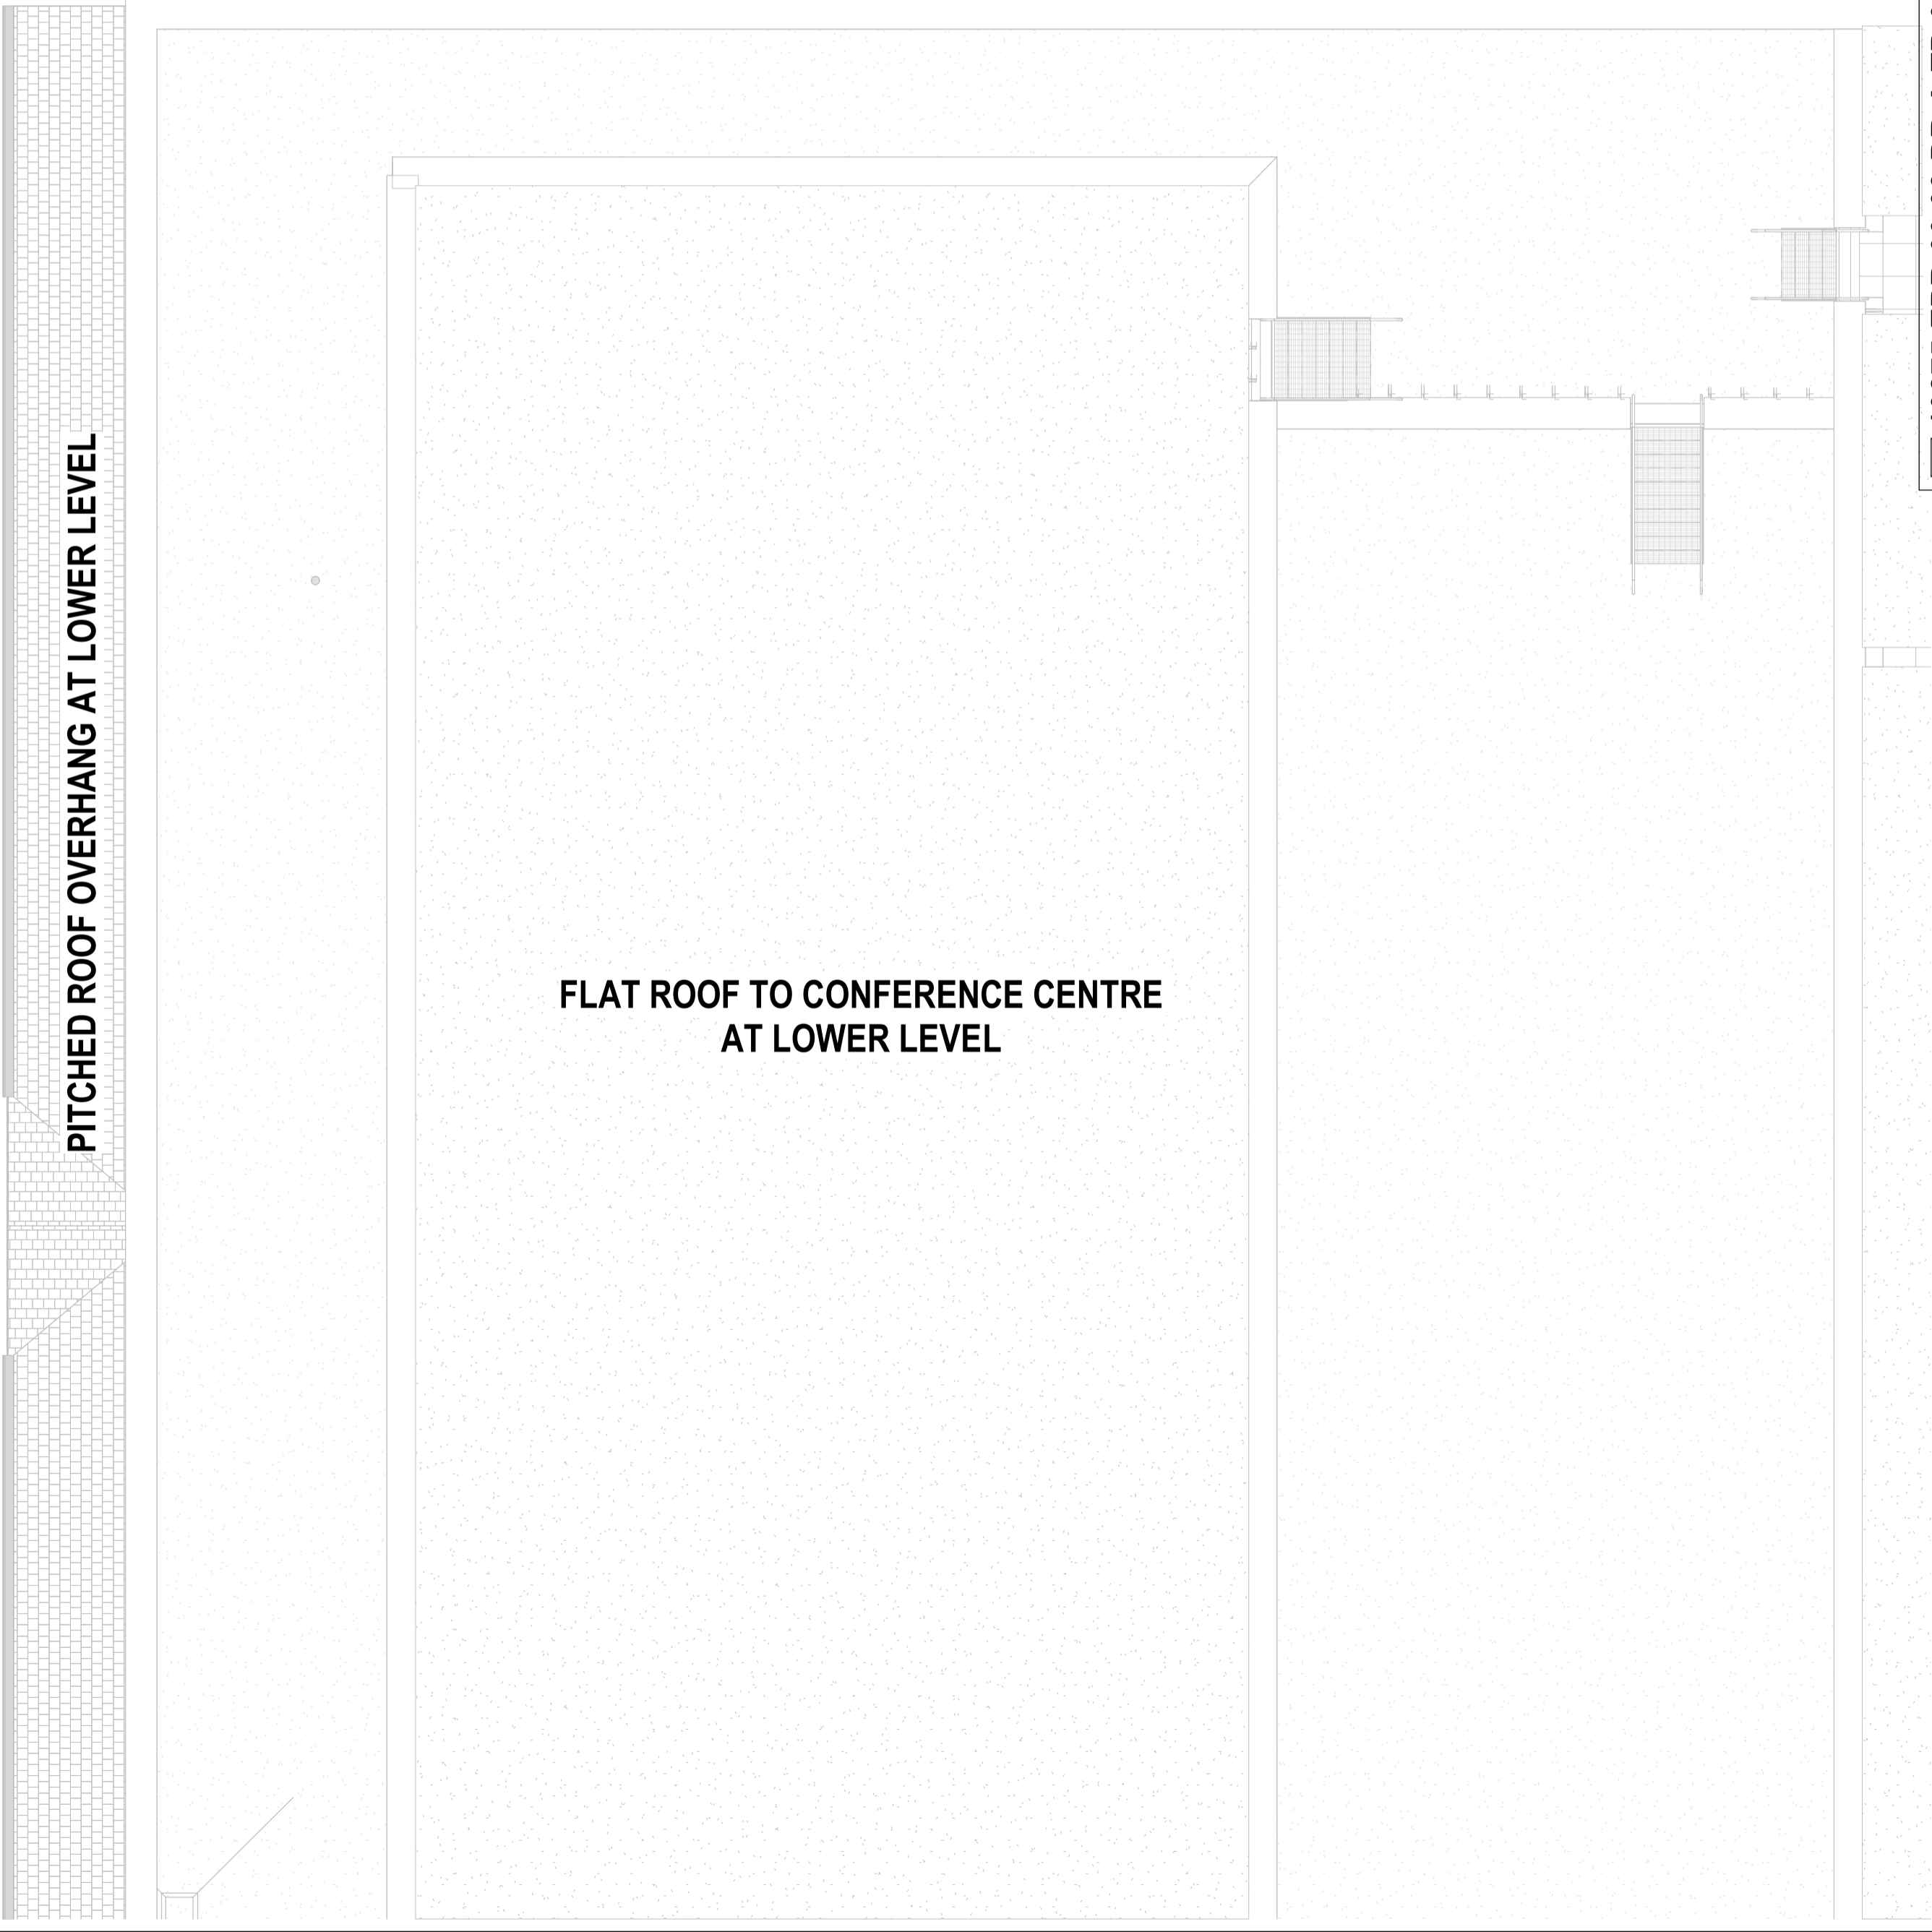 PITCHED ROOF OVERHANG AT LOWER LEVEL
FLAT ROOF TO CONFERENCE CENTRE
AT LOWER LEVEL